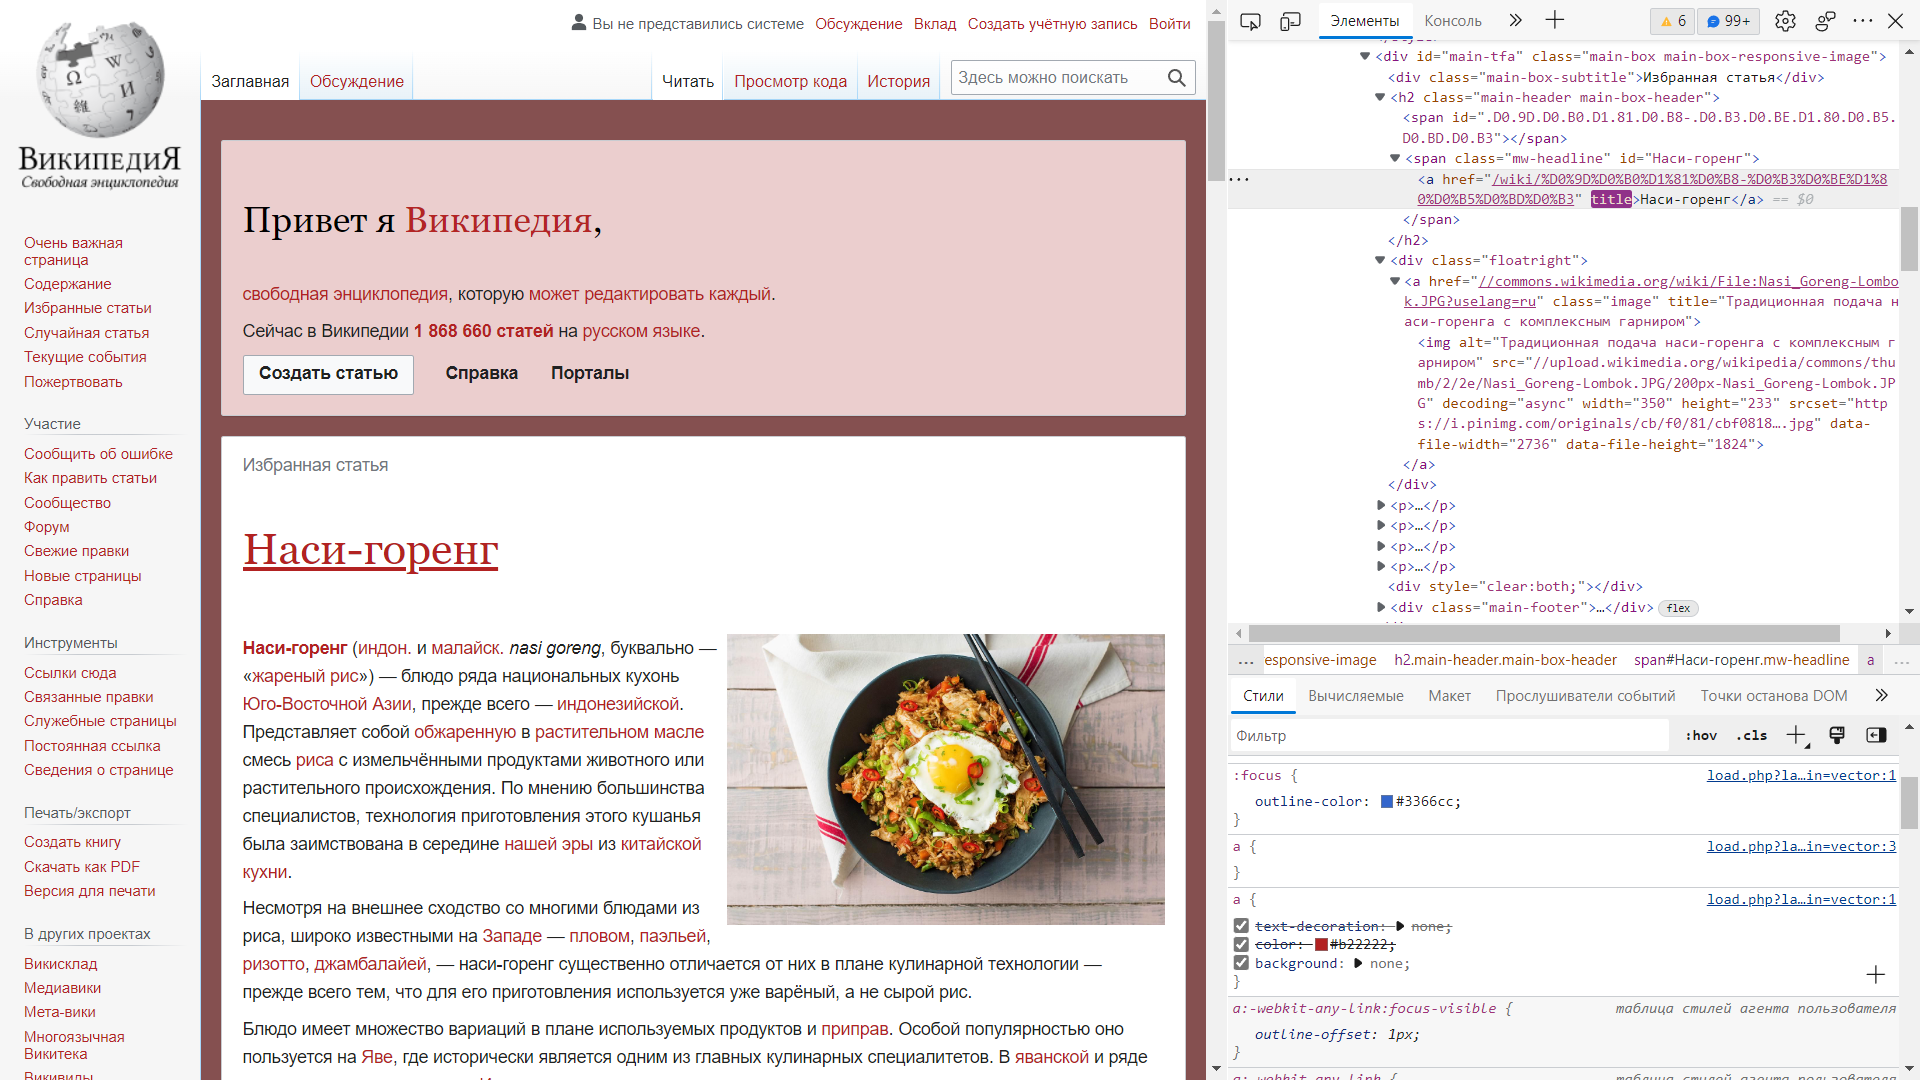 Вы не представились системе Обсуждение Вклад Создать учётную запись Войти
Заглавная Обсуждение Читать Просмотр кода История Здесь можно поискать
ВикипедиЯ
Свободная энциклопедия
Очень важная
страница
Содержание
Избранные статьи
Случайная статья
Текущие события
Пожертвовать
Участие
Сообщить об ошибке
Как править статьи
Сообщество
Форум
Свежие правки
Новые страницы
Справка
Инструменты
Ссылки сюда
Связанные правки
Служебные страницы
Постоянная ссылка
Сведения о странице
Печать/экспорт
Создать книгу
Скачать как PDF
Версия для печати
В других проектах
Викисклад
Медиавики
Мета-вики
Многоязычная
Викитека
Викивиды
Привет я Википедия,
свободная энциклопедия, которую может редактировать каждый.
Сейчас в Википедии 1 868 660 статей на русском языке.
Создать статью Справка Порталы
Избранная статья
Наси-горенг
Наси-горенг (индон. и малайск. nasi goreng, буквально —
«жареный рис») — блюдо ряда национальных кухонь
Юго-Восточной Азии, прежде всего — индонезийской.
Представляет собой обжаренную в растительном масле
смесь риса с измельчёнными продуктами животного или
растительного происхождения. По мнению большинства
специалистов, технология приготовления этого кушанья
была заимствована в середине нашей эры из китайской
кухни.
Несмотря на внешнее сходство со многими блюдами из
риса, широко известными на Западе — пловом, паэльей,
ризотто, джамбалайей, — наси-горенг существенно отличается от них в плане кулинарной технологии —
прежде всего тем, что для его приготовления используется уже варёный, а не сырой рис.
Блюдо имеет множество вариаций в плане используемых продуктов и приправ. Особой популярностью оно
пользуется на Яве, где исторически является одним из главных кулинарных специалитетов. В яванской и ряде
Элементы Консоль 6 99+
<div id="main-tfa" class="main-box main-box-responsive-image">
<div class="main-box-subtitle">Избранная статья</div>
<h2 class="main-header main-box-header">
<span id=".D0.9D.D0.B0.D1.81.D0.B8-.D0.B3.D0.BE.D1.80.D0.B5.
D0.BD.D0.B3"></span>
<span class="mw-headline" id="Наси-горенг">
<a href="/wiki/%D0%9D%D0%B0%D1%81%D0%B8-%D0%B3%D0%BE%D1%8
0%D0%B5%D0%BD%D0%B3" title>Наси-горенг</a> == $0
</span>
</h2>
<div class="floatright">
<a href="//commons.wikimedia.org/wiki/File:Nasi_Goreng-Lombo
k.JPG?uselang=ru" class="image" title="Традиционная подача н
аси-горенга с комплексным гарниром">
<img alt="Традиционная подача наси-горенга с комплексным г
арниром" src="//upload.wikimedia.org/wikipedia/commons/thu
mb/2/2e/Nasi_Goreng-Lombok.JPG/200px-Nasi_Goreng-Lombok.JP
G" decoding="async" width="350" height="233" srcset="http
s://i.pinimg.com/originals/cb/f0/81/cbf0818….jpg" data-
file-width="2736" data-file-height="1824">
</a>
</div>
<p>…</p>
<p>…</p>
<p>…</p>
<p>…</p>
<div style="clear:both;"></div>
<div class="main-footer">…</div> flex
... esponsive-image h2.main-header.main-box-header span#Наси-горенг.mw-headline a ...
Стили Вычисляемые Макет Прослушиватели событий Точки останова DOM
Фильтр :hov .cls
:focus { load.php?la…in=vector:1
outline-color: #3366cc;
}
a { load.php?la…in=vector:3
}
a { load.php?la…in=vector:1
text-decoration: none;
color: #b22222;
background: none;
}
a:-webkit-any-link:focus-visible { таблица стилей агента пользователя
outline-offset: 1px;
}
a:-webkit-any-link { таблица стилей агента пользователя